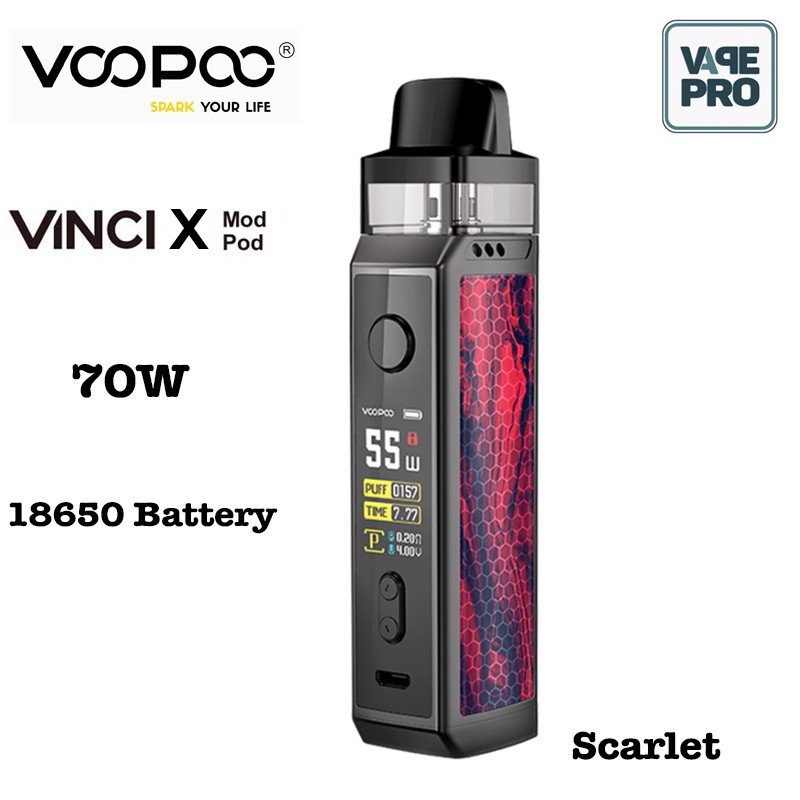 VOOPOO®
SPARK YOUR LIFE
VAPE
PRO
VINCI X Mod
Pod
70W
18650 Battery
VOOPOO
55 W
PUFF 0157
TIME 7.77
P 0.20Ω
4.00V
Scarlet